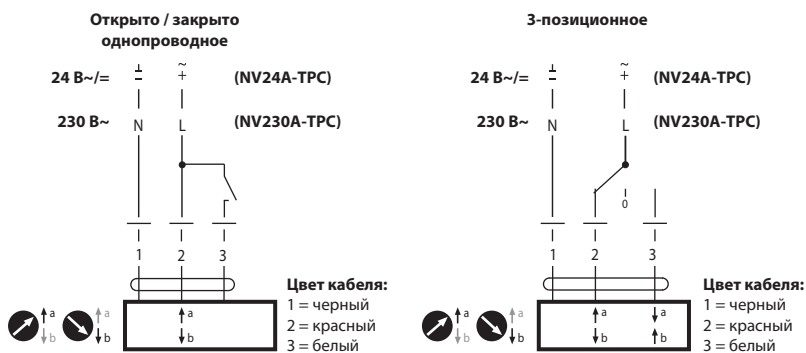 Открыто / закрыто
однопроводное
24 В~/=
~
+
(NV24A-TPC)
230 В~
N
L
(NV230A-TPC)
1
2
3
a
b
a
b
a
b
Цвет кабеля:
1 = черный
2 = красный
3 = белый
3-позиционное
24 В~/=
~
+
(NV24A-TPC)
230 В~
N
L
(NV230A-TPC)
0
1
2
3
a
b
a
b
a
b
a
b
Цвет кабеля:
1 = черный
2 = красный
3 = белый